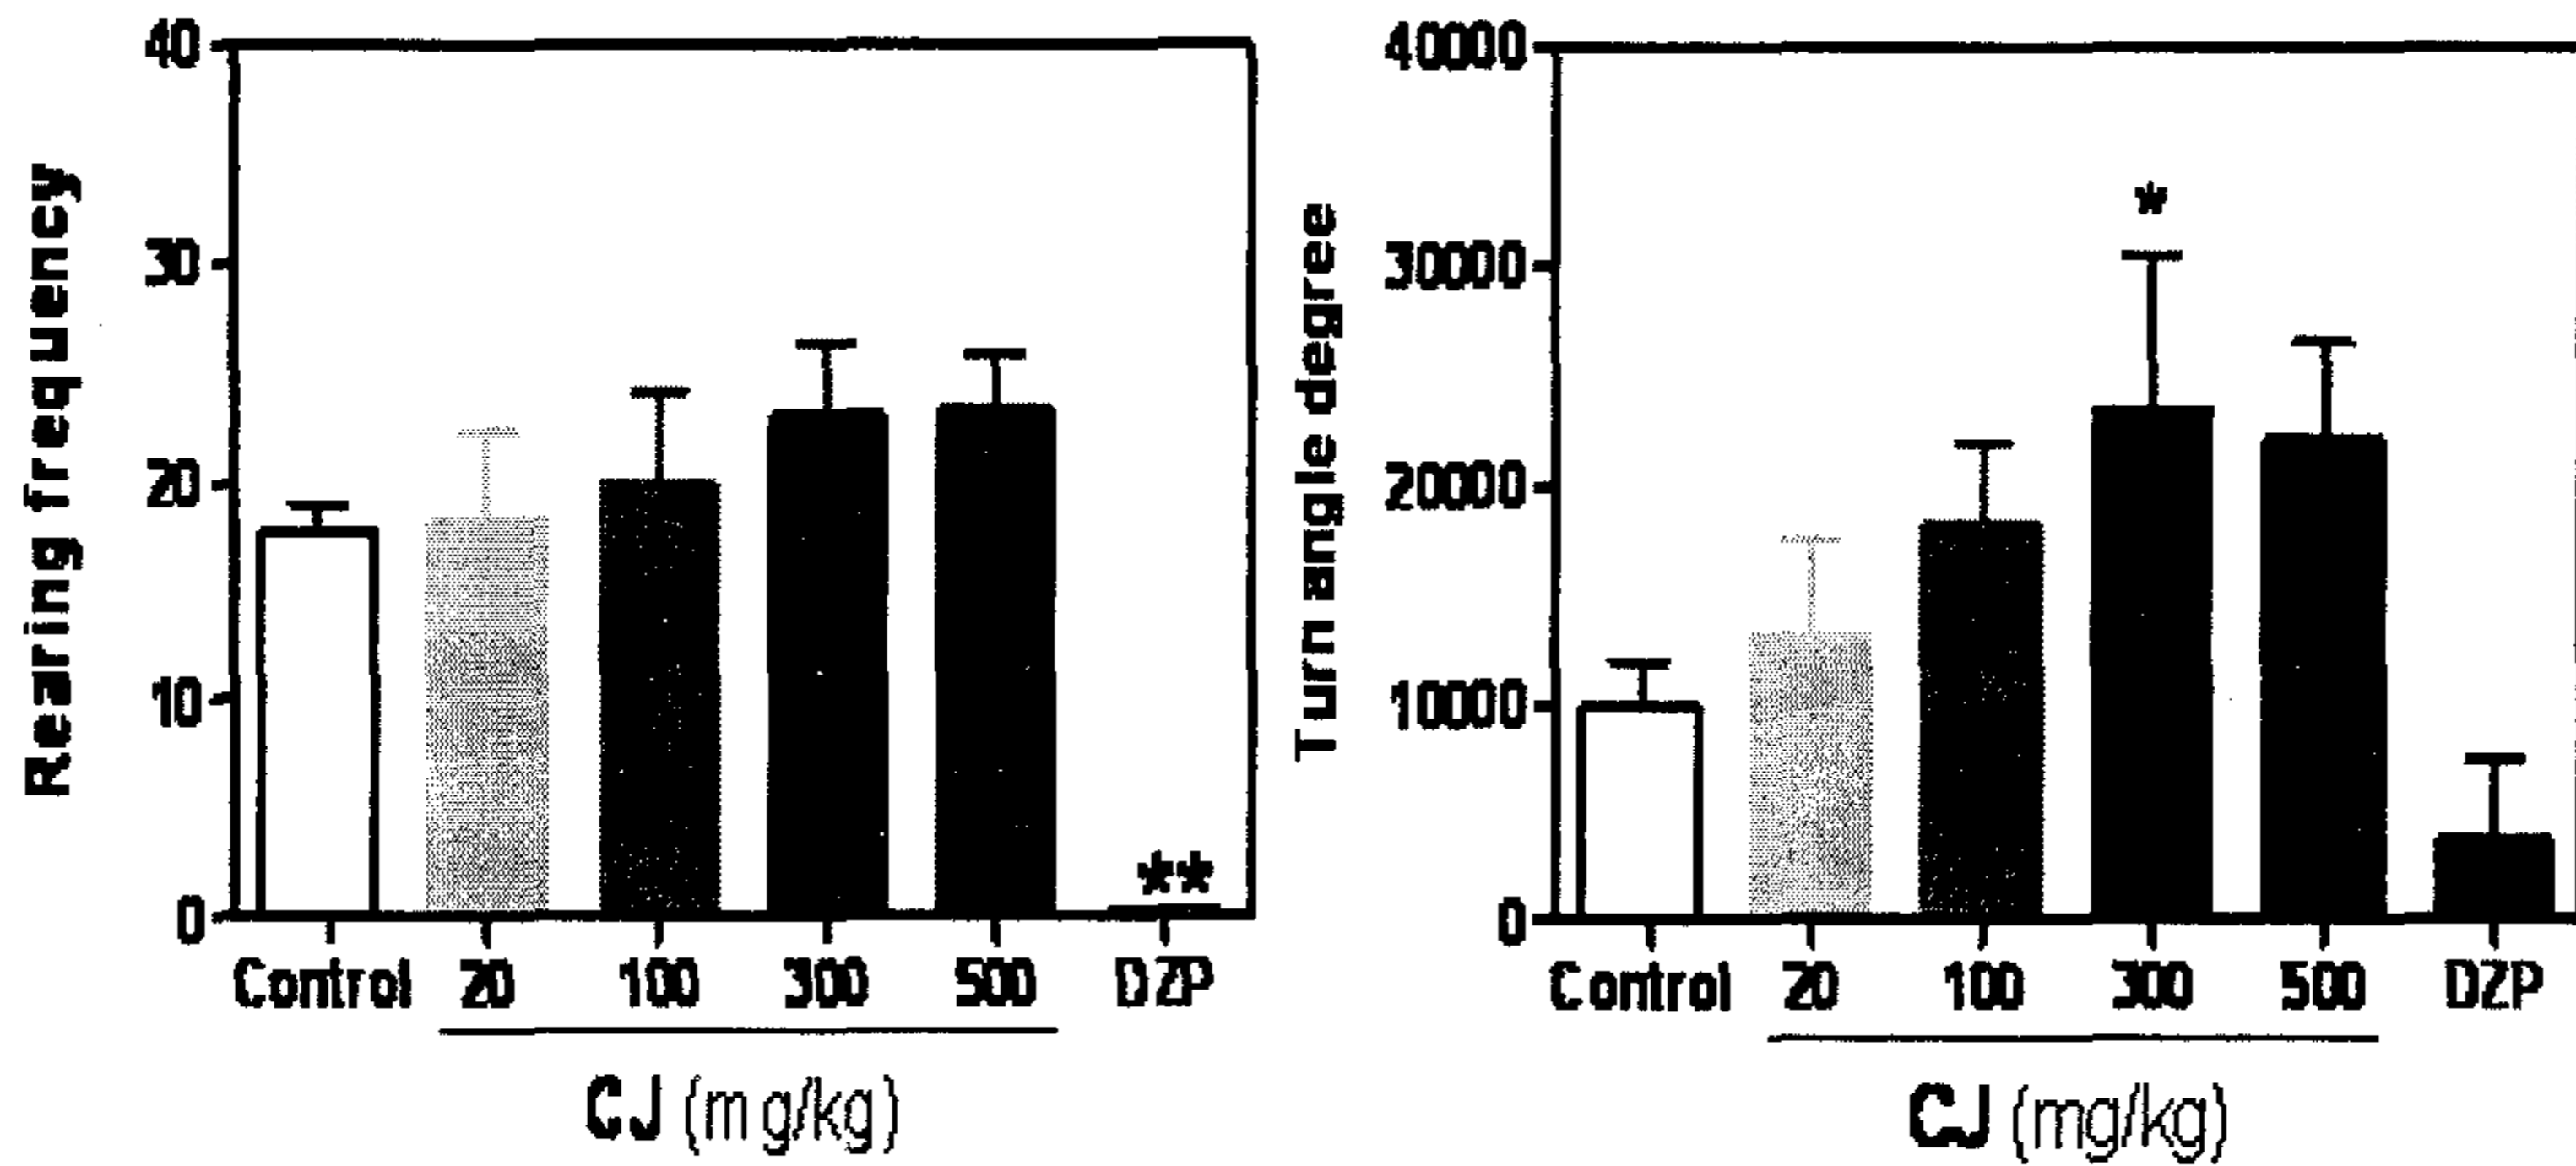 Rearing frequency
40
30
20
10
0
**
Control 20 100 300 500 DZP
CJ (mg/kg)
Turn angle degree
40000
30000
20000
10000
0
*
Control 20 100 300 500 DZP
CJ (mg/kg)